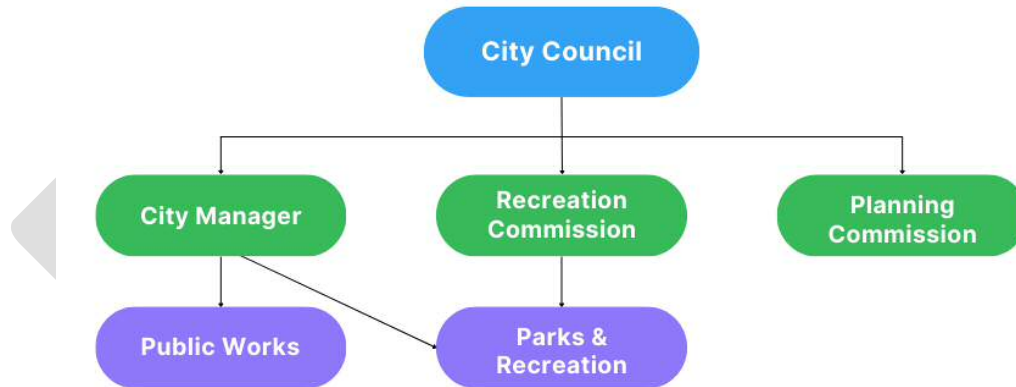 City Council
City Manager
Recreation
Commission
Planning
Commission
Public Works
Parks &
Recreation